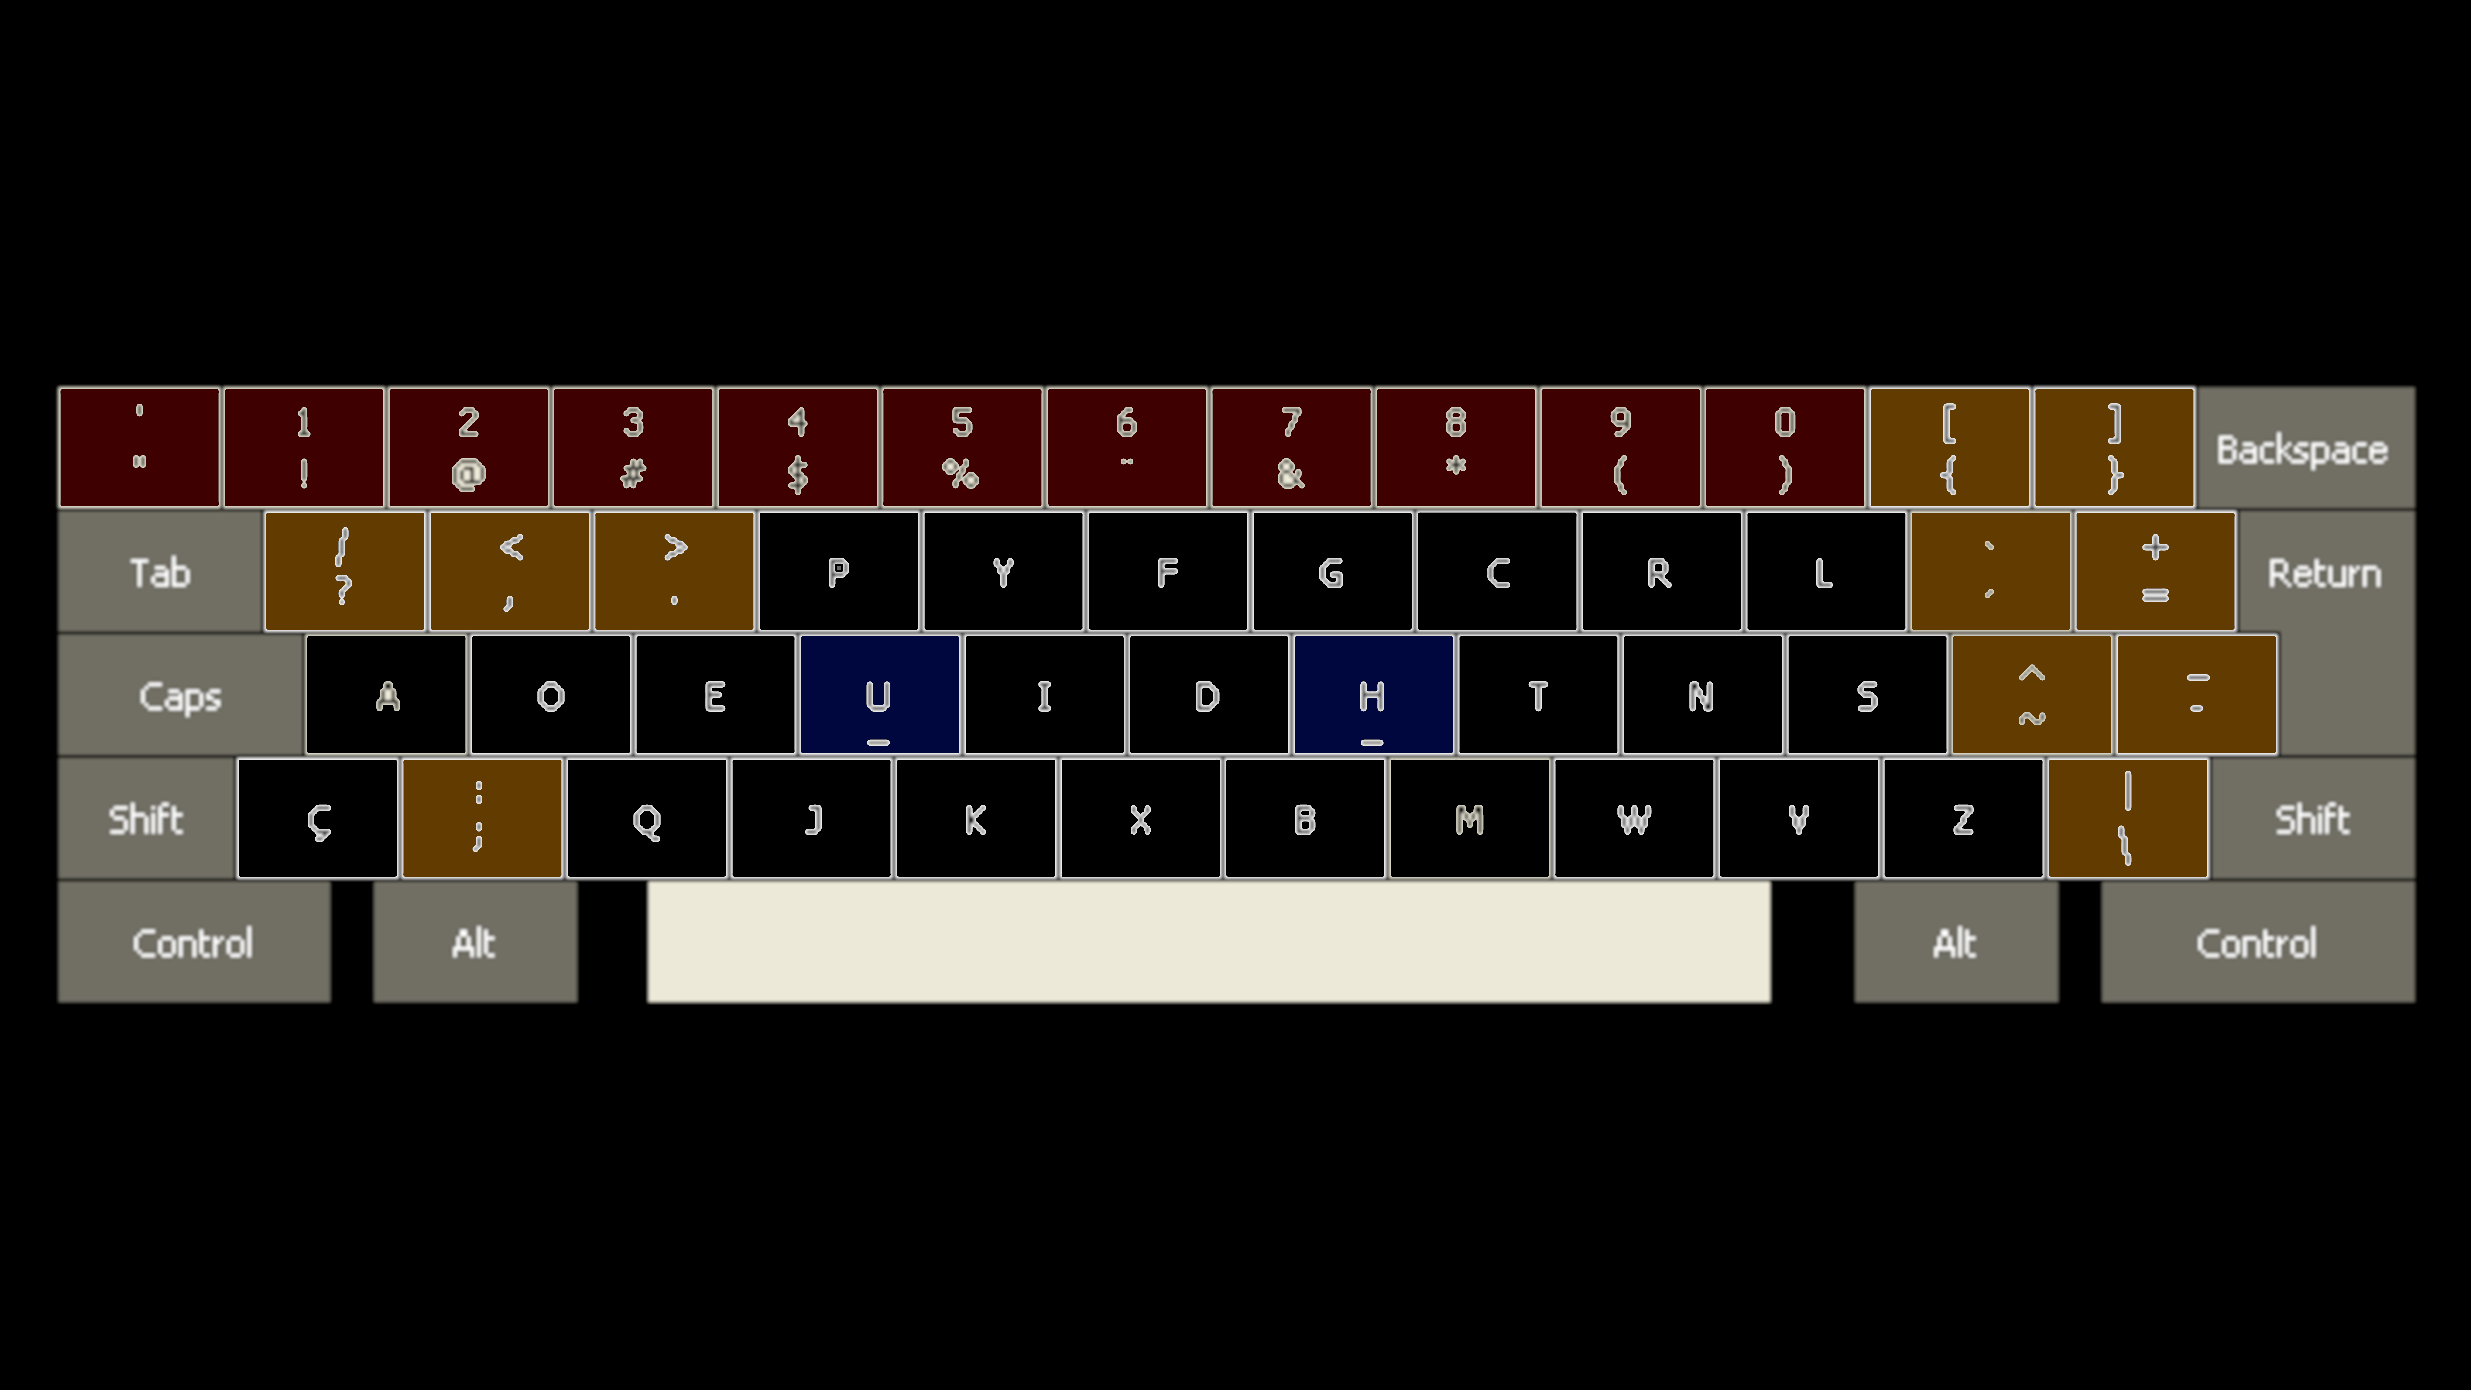 ' 1 2 3 4 5 6 7 8 9 0 [ ] Backspace
" ! @ # $ % ¨ & * ( ) { }
Tab / < > P Y F G C R L ` + Return
? , . ´ =
Caps A O E U I D H T N S ^ _
~ -
Shift Ç : Q J K X B M W V Z | Shift
; \
Control Alt Alt Control